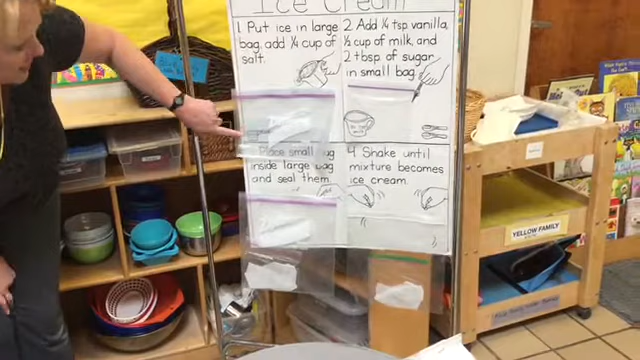 Ice Cream
1 Put ice in large
bag, add ¼ cup of
salt.
2 Add ¼ tsp vanilla,
½ cup of milk, and
2 tbsp of sugar
in small bag.
Place small bag
inside large bag
and seal them.
4 Shake until
mixture becomes
ice cream.
YELLOW FAMILY